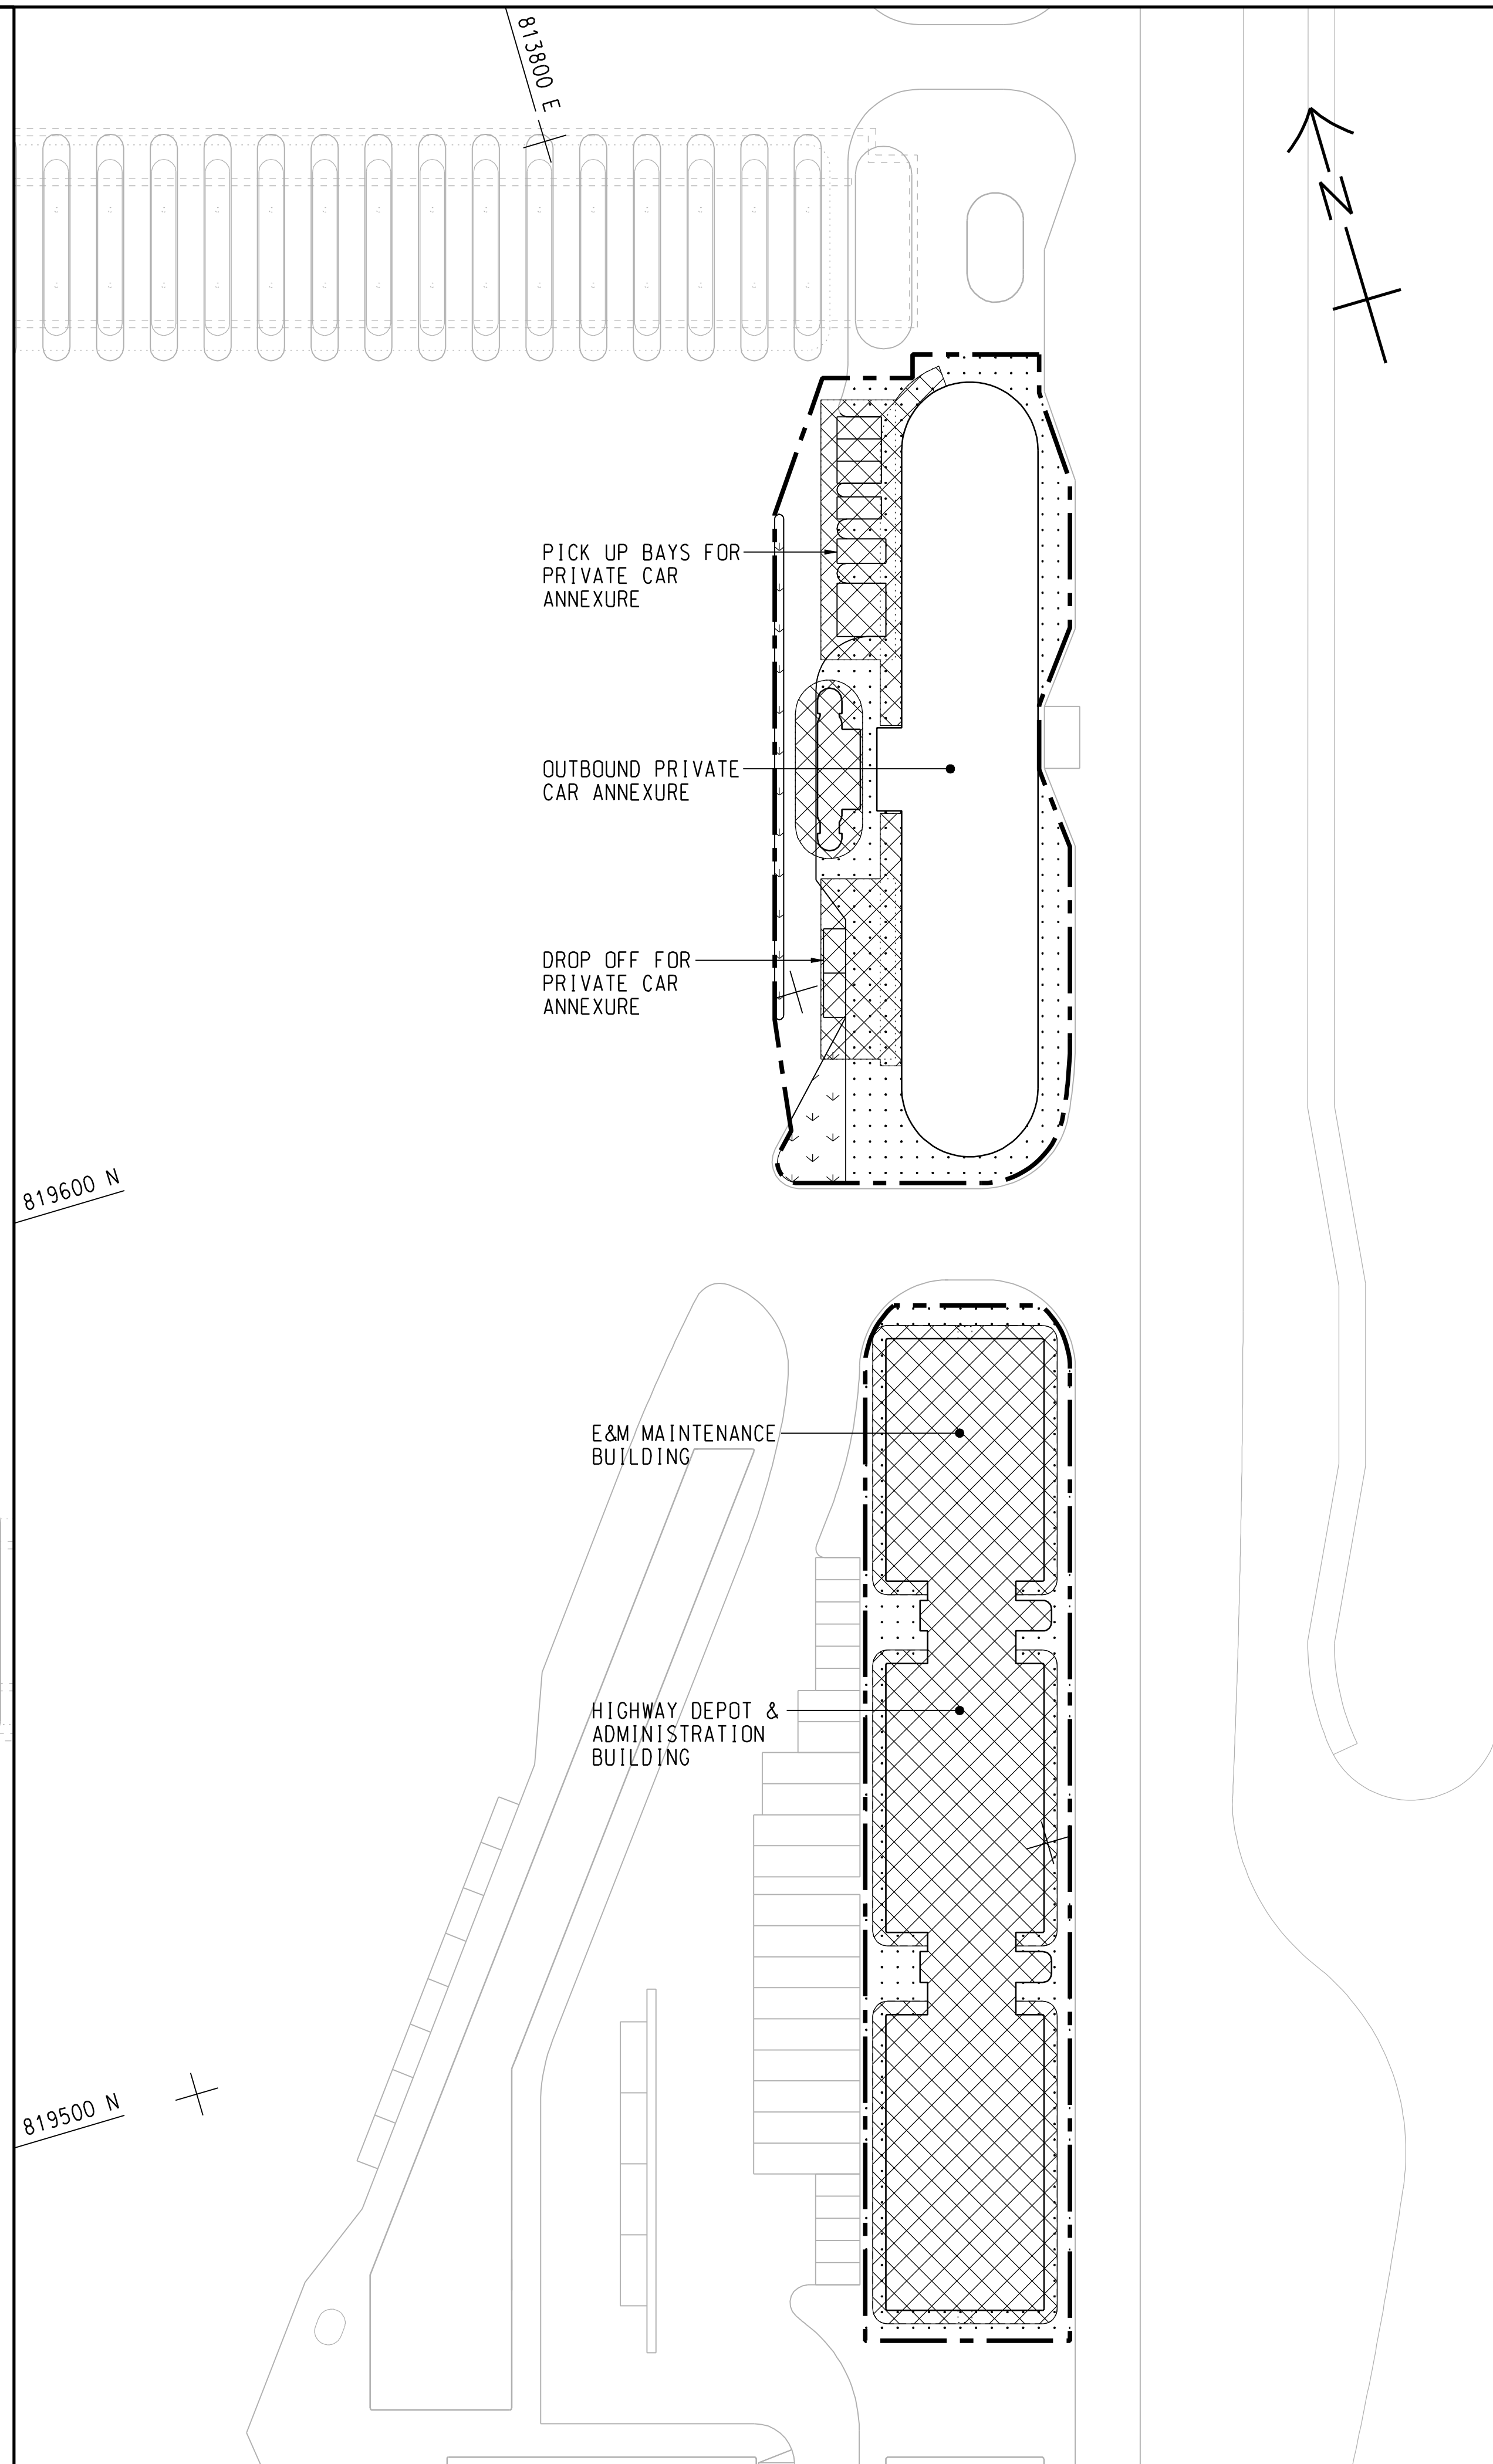 813800 E
N
PICK UP BAYS FOR
PRIVATE CAR
ANNEXURE
OUTBOUND PRIVATE
CAR ANNEXURE
DROP OFF FOR
PRIVATE CAR
ANNEXURE
819600 N
E&M MAINTENANCE
BUILDING
HIGHWAY DEPOT &
ADMINISTRATION
BUILDING
819500 N